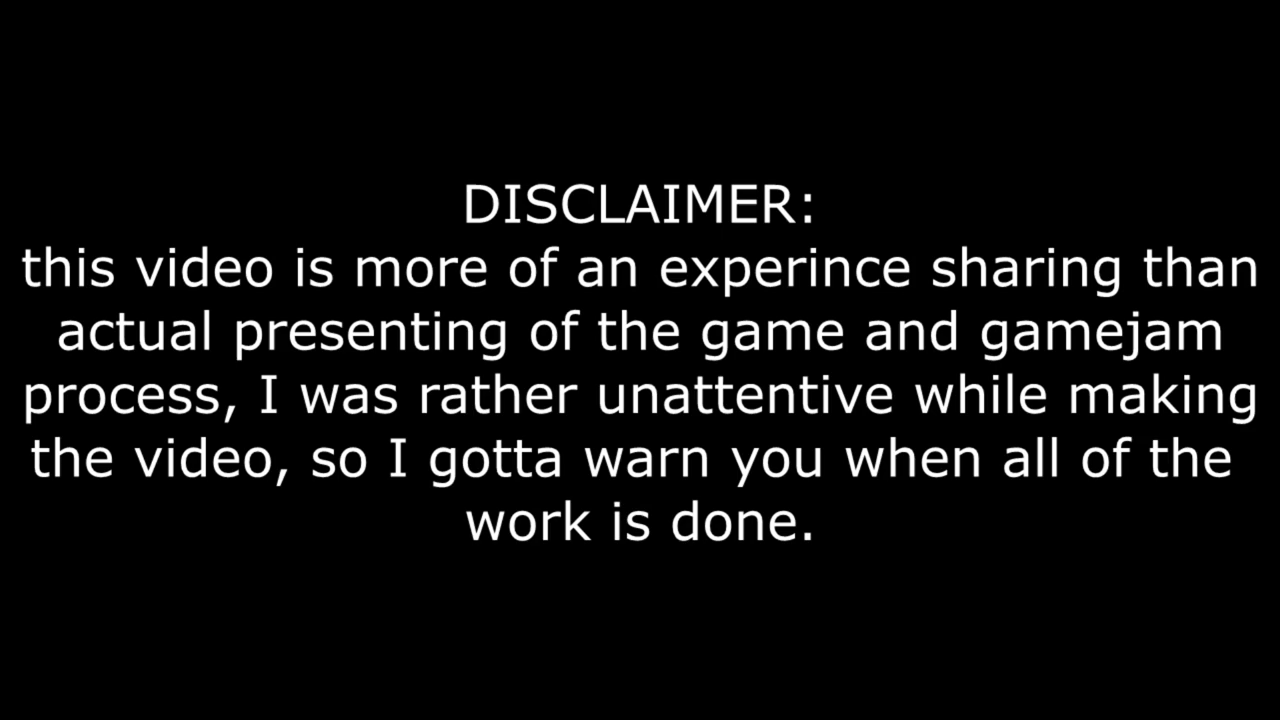 DISCLAIMER:
this video is more of an experince sharing than
actual presenting of the game and gamejam
process, I was rather unattentive while making
the video, so I gotta warn you when all of the
work is done.